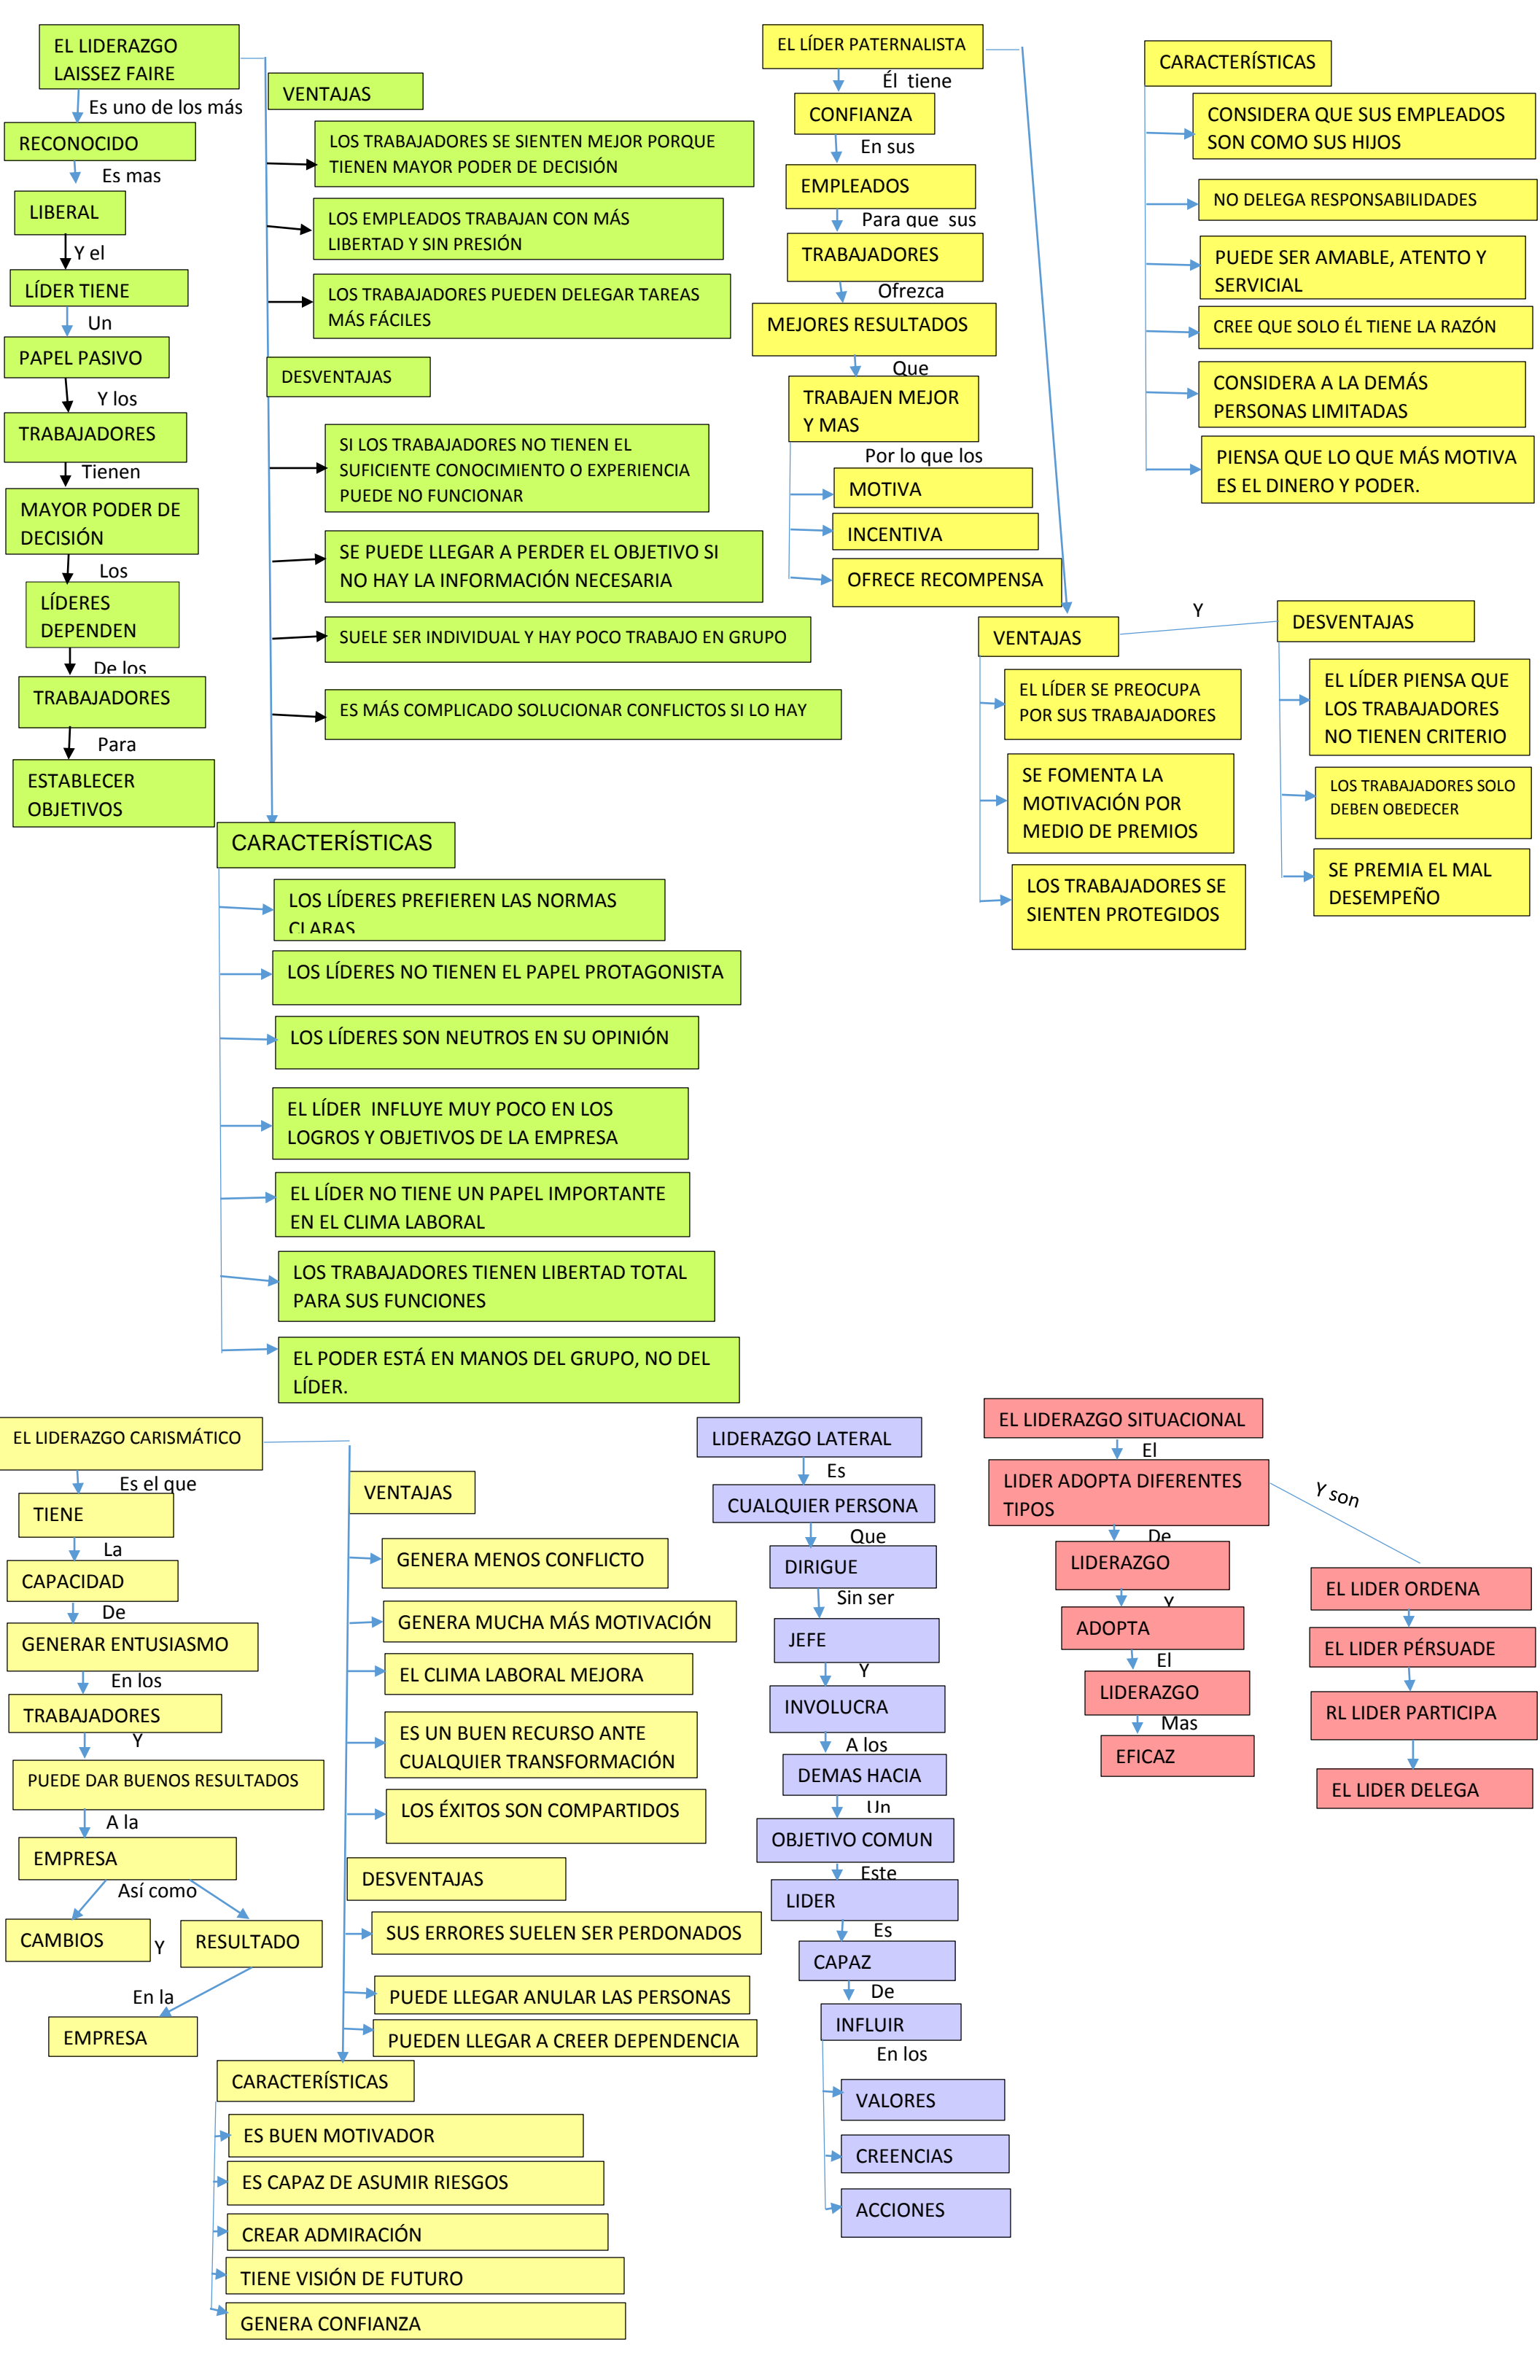 EL LIDERAZGO
LAISSEZ FAIRE
Es uno de los más
RECONOCIDO
Es mas
LIBERAL
Y el
LÍDER TIENE
Un
PAPEL PASIVO
Y los
TRABAJADORES
Tienen
MAYOR PODER DE
DECISIÓN
Los
LÍDERES
DEPENDEN
De los
TRABAJADORES
Para
ESTABLECER
OBJETIVOS
VENTAJAS
LOS TRABAJADORES SE SIENTEN MEJOR PORQUE
TIENEN MAYOR PODER DE DECISIÓN
LOS EMPLEADOS TRABAJAN CON MÁS
LIBERTAD Y SIN PRESIÓN
LOS TRABAJADORES PUEDEN DELEGAR TAREAS
MÁS FÁCILES
DESVENTAJAS
SI LOS TRABAJADORES NO TIENEN EL
SUFICIENTE CONOCIMIENTO O EXPERIENCIA
PUEDE NO FUNCIONAR
SE PUEDE LLEGAR A PERDER EL OBJETIVO SI
NO HAY LA INFORMACIÓN NECESARIA
SUELE SER INDIVIDUAL Y HAY POCO TRABAJO EN GRUPO
ES MÁS COMPLICADO SOLUCIONAR CONFLICTOS SI LO HAY
CARACTERÍSTICAS
LOS LÍDERES PREFIEREN LAS NORMAS
CLARAS
LOS LÍDERES NO TIENEN EL PAPEL PROTAGONISTA
LOS LÍDERES SON NEUTROS EN SU OPINIÓN
EL LÍDER  INFLUYE MUY POCO EN LOS
LOGROS Y OBJETIVOS DE LA EMPRESA
EL LÍDER NO TIENE UN PAPEL IMPORTANTE
EN EL CLIMA LABORAL
LOS TRABAJADORES TIENEN LIBERTAD TOTAL
PARA SUS FUNCIONES
EL PODER ESTÁ EN MANOS DEL GRUPO, NO DEL
LÍDER.
EL LÍDER PATERNALISTA
Él  tiene
CONFIANZA
En sus
EMPLEADOS
Para que  sus
TRABAJADORES
Ofrezca
MEJORES RESULTADOS
Que
TRABAJEN MEJOR
Y MAS
Por lo que los
MOTIVA
INCENTIVA
OFRECE RECOMPENSA
CARACTERÍSTICAS
CONSIDERA QUE SUS EMPLEADOS
SON COMO SUS HIJOS
NO DELEGA RESPONSABILIDADES
PUEDE SER AMABLE, ATENTO Y
SERVICIAL
CREE QUE SOLO ÉL TIENE LA RAZÓN
CONSIDERA A LA DEMÁS
PERSONAS LIMITADAS
PIENSA QUE LO QUE MÁS MOTIVA
ES EL DINERO Y PODER.
VENTAJAS
Y
DESVENTAJAS
EL LÍDER SE PREOCUPA
POR SUS TRABAJADORES
SE FOMENTA LA
MOTIVACIÓN POR
MEDIO DE PREMIOS
LOS TRABAJADORES SE
SIENTEN PROTEGIDOS
EL LÍDER PIENSA QUE
LOS TRABAJADORES
NO TIENEN CRITERIO
LOS TRABAJADORES SOLO
DEBEN OBEDECER
SE PREMIA EL MAL
DESEMPEÑO
EL LIDERAZGO CARISMÁTICO
Es el que
TIENE
La
CAPACIDAD
De
GENERAR ENTUSIASMO
En los
TRABAJADORES
Y
PUEDE DAR BUENOS RESULTADOS
A la
EMPRESA
Así como
CAMBIOS
Y
RESULTADO
En la
EMPRESA
VENTAJAS
GENERA MENOS CONFLICTO
GENERA MUCHA MÁS MOTIVACIÓN
EL CLIMA LABORAL MEJORA
ES UN BUEN RECURSO ANTE
CUALQUIER TRANSFORMACIÓN
LOS ÉXITOS SON COMPARTIDOS
DESVENTAJAS
SUS ERRORES SUELEN SER PERDONADOS
PUEDE LLEGAR ANULAR LAS PERSONAS
PUEDEN LLEGAR A CREER DEPENDENCIA
CARACTERÍSTICAS
ES BUEN MOTIVADOR
ES CAPAZ DE ASUMIR RIESGOS
CREAR ADMIRACIÓN
TIENE VISIÓN DE FUTURO
GENERA CONFIANZA
LIDERAZGO LATERAL
Es
CUALQUIER PERSONA
Que
DIRIGUE
Sin ser
JEFE
Y
INVOLUCRA
A los
DEMAS HACIA
Un
OBJETIVO COMUN
Este
LIDER
Es
CAPAZ
De
INFLUIR
En los
VALORES
CREENCIAS
ACCIONES
EL LIDERAZGO SITUACIONAL
El
LIDER ADOPTA DIFERENTES
TIPOS
De
LIDERAZGO
Y
ADOPTA
El
LIDERAZGO
Mas
EFICAZ
Y son
EL LIDER ORDENA
EL LIDER PÉRSUADE
RL LIDER PARTICIPA
EL LIDER DELEGA